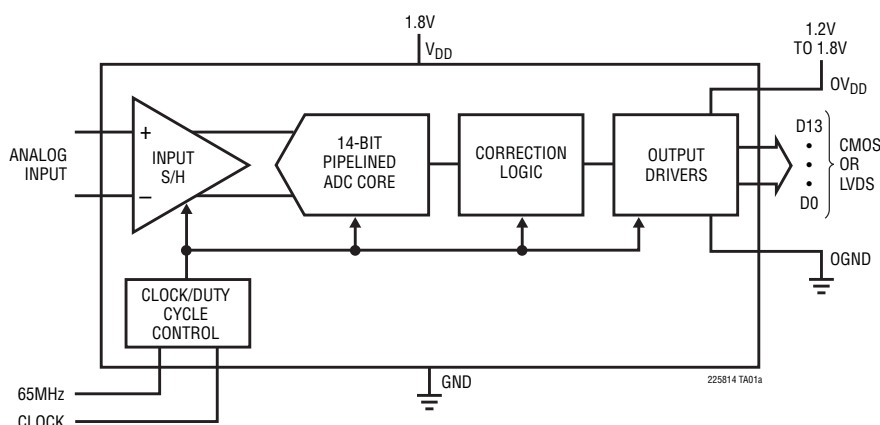 1.8V
VDD
1.2V
TO 1.8V
OVDD
ANALOG
INPUT
+
−
INPUT
S/H
14-BIT
PIPELINED
ADC CORE
CORRECTION
LOGIC
OUTPUT
DRIVERS
D13
•
•
•
D0
CMOS
OR
LVDS
OGND
CLOCK/DUTY
CYCLE
CONTROL
GND
225814 TA01a
65MHz
CLOCK